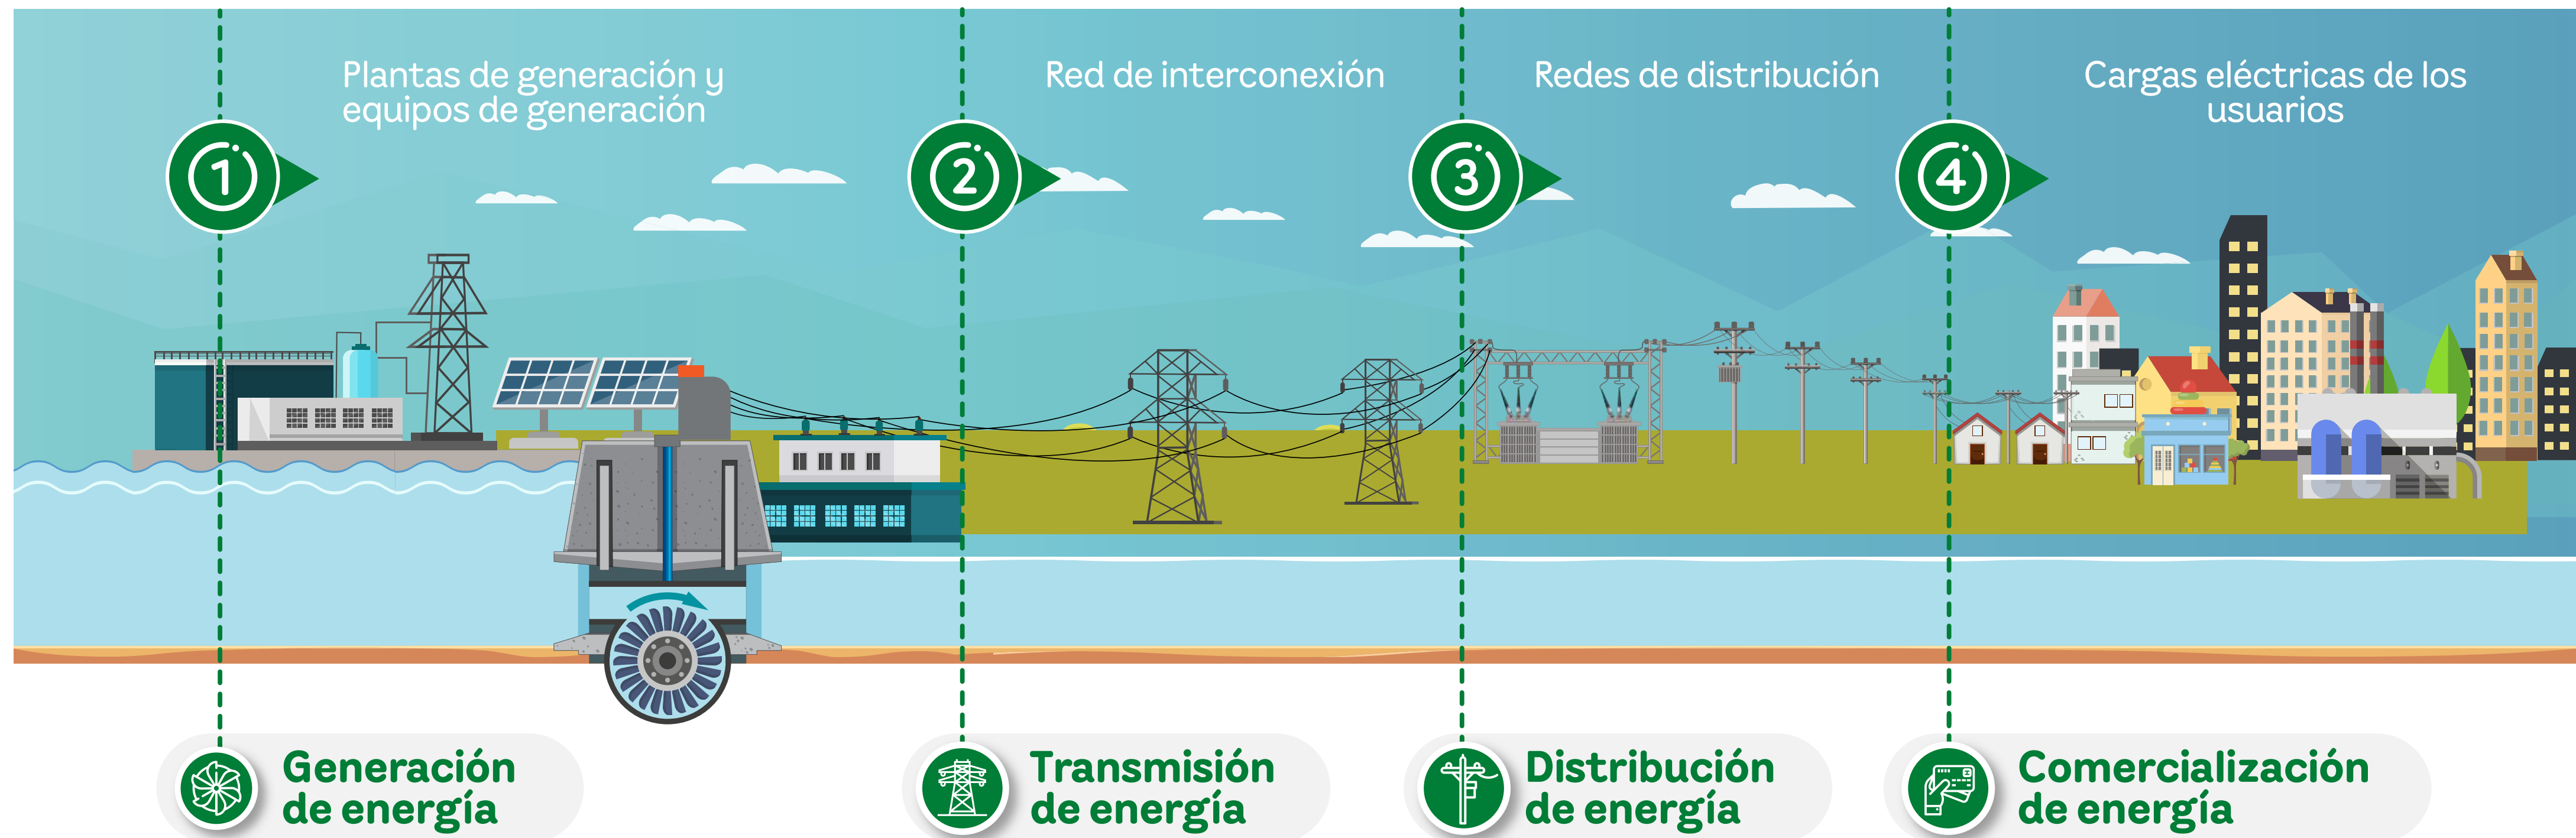 Plantas de generación y
equipos de generación
Red de interconexión
Redes de distribución
Cargas eléctricas de los
usuarios
1
2
3
4
Generación
de energía
Transmisión
de energía
Distribución
de energía
Comercialización
de energía